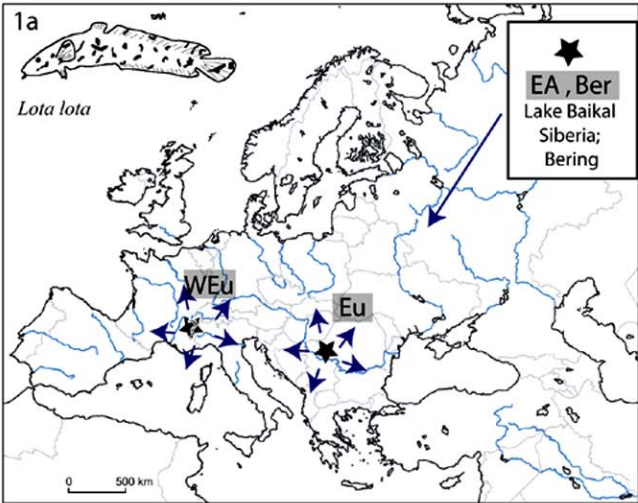 1a
Lota lota
EA , Ber
Lake Baikal
Siberia;
Bering
WEu
Eu
0 500 km